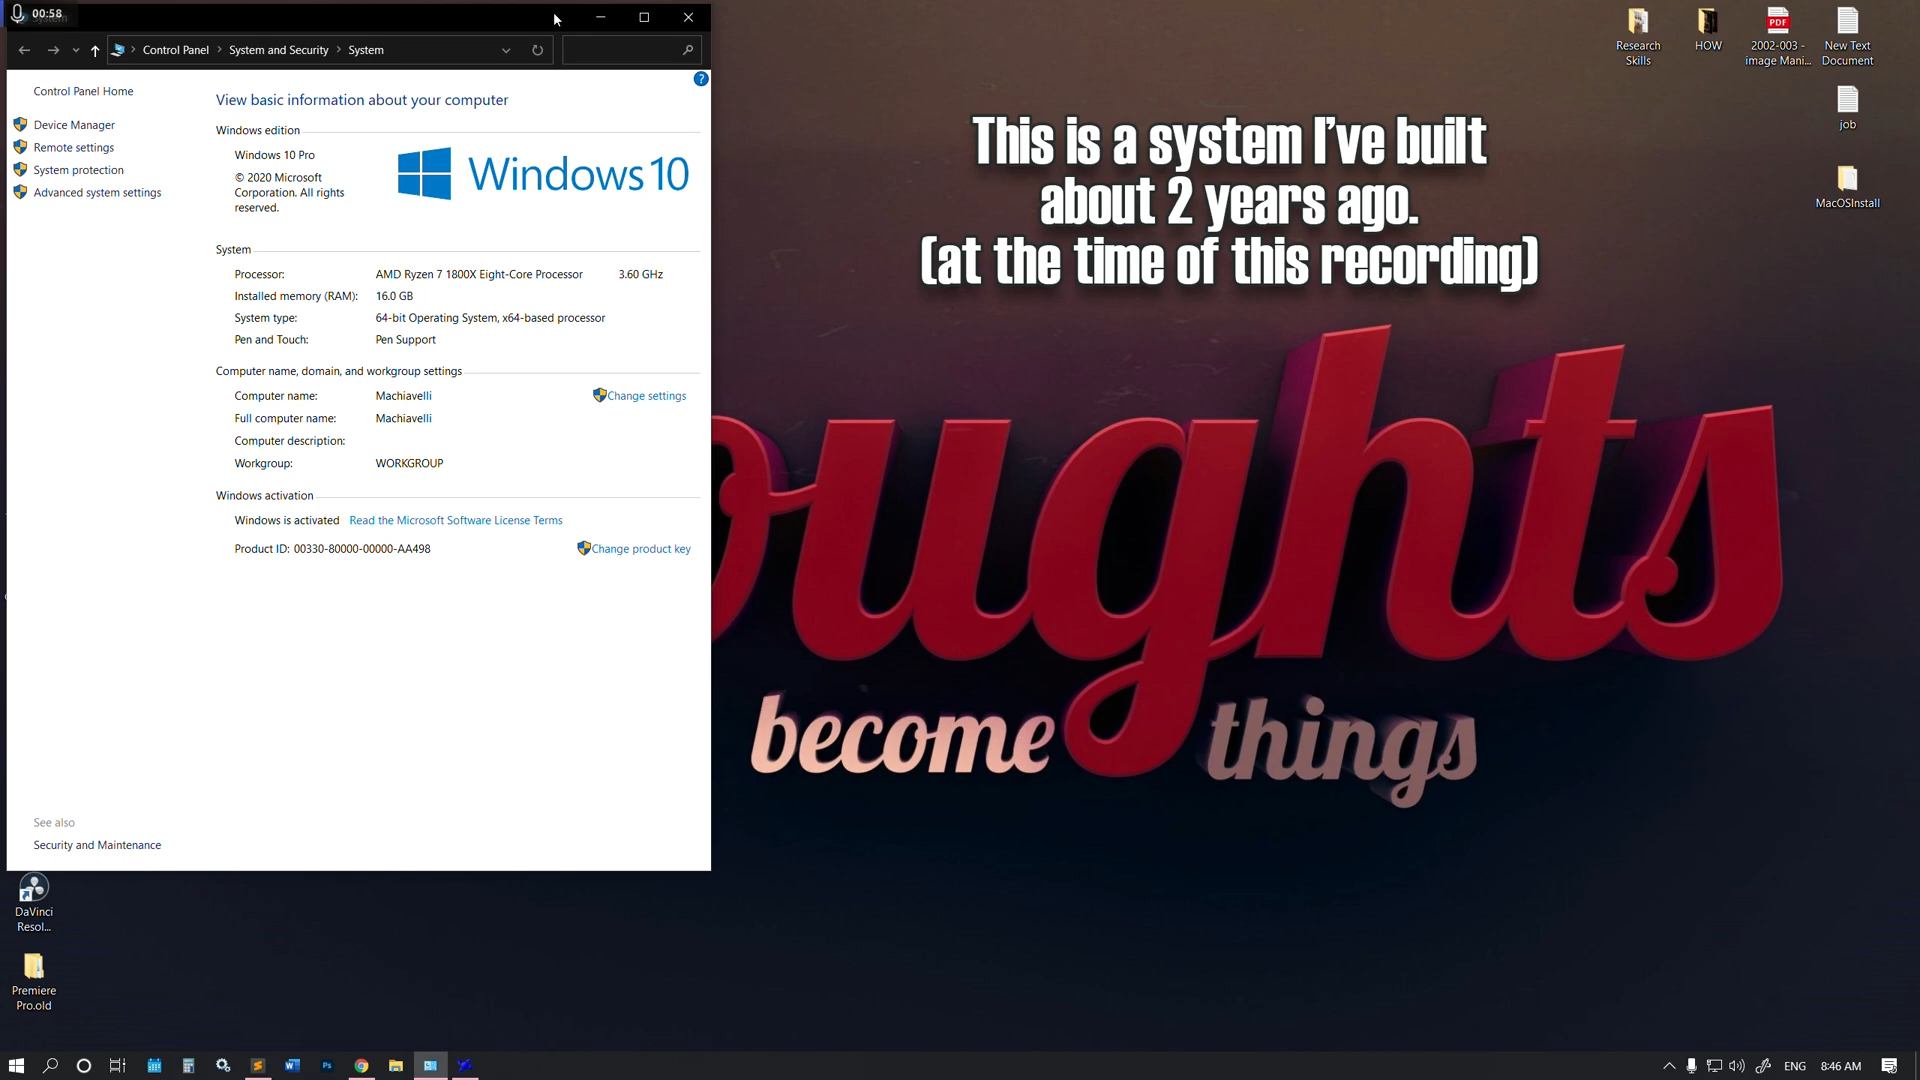 00:58
Control Panel
System and Security
System
Control Panel Home
Device Manager
Remote settings
System protection
Advanced system settings
View basic information about your computer
Windows edition
Windows 10 Pro
© 2020 Microsoft
Corporation. All rights
reserved.
Windows 10
System
Processor: AMD Ryzen 7 1800X Eight-Core Processor 3.60 GHz
Installed memory (RAM): 16.0 GB
System type: 64-bit Operating System, x64-based processor
Pen and Touch: Pen Support
Computer name, domain, and workgroup settings
Computer name: Machiavelli
Change settings
Full computer name: Machiavelli
Computer description:
Workgroup: WORKGROUP
Windows activation
Windows is activated Read the Microsoft Software License Terms
Product ID: 00330-80000-00000-AA498
Change product key
See also
Security and Maintenance
This is a system I've built
about 2 years ago.
(at the time of this recording)
oughts
become things
Research
Skills
HOW
PDF
2002-003 -
image Mani...
New Text
Document
job
MacOSInstall
DaVinci
Resol...
Premiere
Pro.old
ENG
8:46 AM